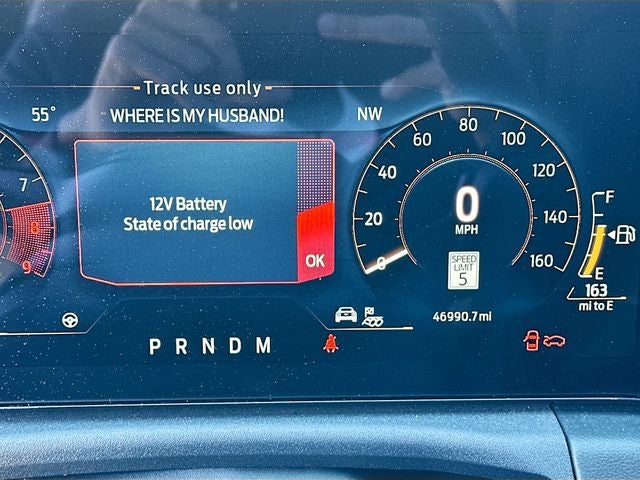 Track use only
55°
WHERE IS MY HUSBAND!
NW
7
8
9
12V Battery
State of charge low
OK
0
20
40
60
80
100
120
140
160
0
MPH
SPEED
LIMIT
5
F
E
163
mi to E
46990.7 mi
P R N D M